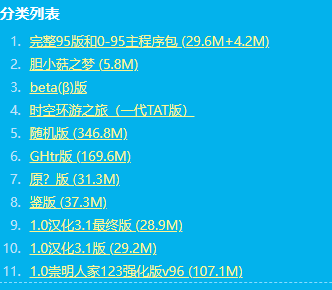 分类列表
1. 完整95版和0-95主程序包 (29.6M+4.2M)
2. 胆小菇之梦 (5.8M)
3. beta(β)版
4. 时空环游之旅（一代TAT版）
5. 随机版 (346.8M)
6. GHtr版 (169.6M)
7. 原？版 (31.3M)
8. 鉴版 (37.3M)
9. 1.0汉化3.1最终版 (28.9M)
10. 1.0汉化3.1版 (29.2M)
11. 1.0崇明人家123强化版v96 (107.1M)